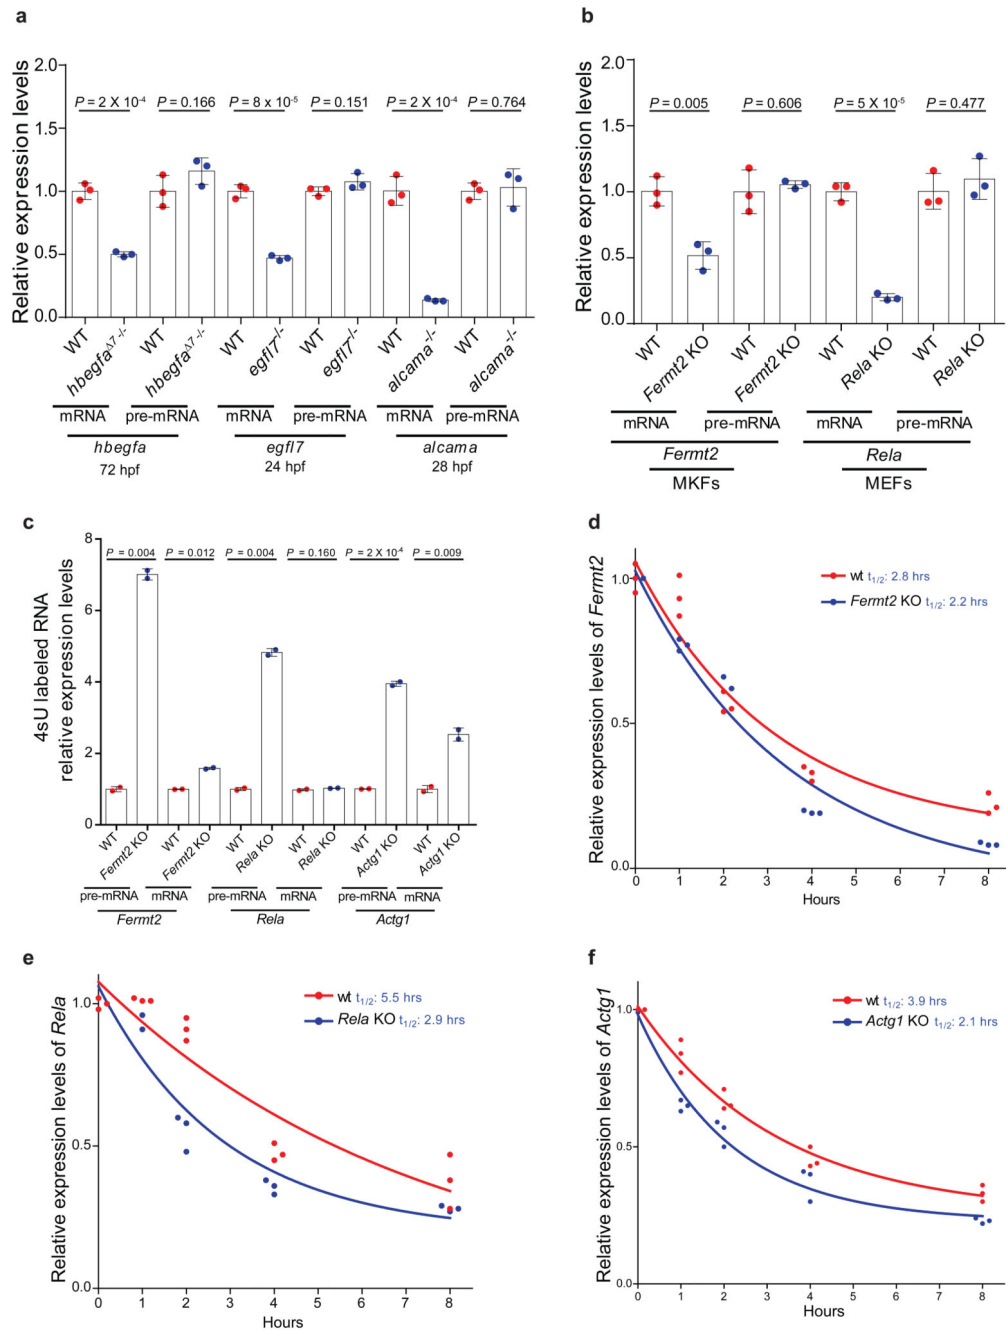 a
Relative expression levels
2.0
1.5
1.0
0.5
0.0
P = 2 X 10-4
P = 0.166
P = 8 x 10-5
P = 0.151
P = 2 X 10-4
P = 0.764
WT
hbegfaΔ7-/-
WT
hbegfaΔ7-/-
WT
egfl7-/-
WT
egfl7-/-
WT
alcama-/-
WT
alcama-/-
mRNA
pre-mRNA
mRNA
pre-mRNA
mRNA
pre-mRNA
hbegfa
egfl7
alcama
72 hpf
24 hpf
28 hpf
b
Relative expression levels
2.0
1.5
1.0
0.5
0.0
P = 0.005
P = 0.606
P = 5 X 10-5
P = 0.477
WT
Fermt2 KO
WT
Fermt2 KO
WT
Rela KO
WT
Rela KO
mRNA
pre-mRNA
mRNA
pre-mRNA
Fermt2
Rela
MKFs
MEFs
c
4sU labeled RNA
relative expression levels
8
6
4
2
0
P = 0.004
P = 0.012
P = 0.004
P = 0.160
P = 2 X 10-4
P = 0.009
WT
Fermt2 KO
WT
Fermt2 KO
WT
Rela KO
WT
Rela KO
WT
Actg1 KO
WT
Actg1 KO
pre-mRNA
mRNA
pre-mRNA
mRNA
pre-mRNA
mRNA
Fermt2
Rela
Actg1
d
Relative expression levels of Fermt2
1.0
0.5
0.0
wt t1/2: 2.8 hrs
Fermt2 KO t1/2: 2.2 hrs
0 1 2 3 4 5 6 7 8
Hours
e
Relative expression levels of Rela
1.0
0.5
0.0
wt t1/2: 5.5 hrs
Rela KO t1/2: 2.9 hrs
0 1 2 3 4 5 6 7 8
Hours
f
Relative expression levels of Actg1
1.0
0.5
0.0
wt t1/2: 3.9 hrs
Actg1 KO t1/2: 2.1 hrs
0 1 2 3 4 5 6 7 8
Hours